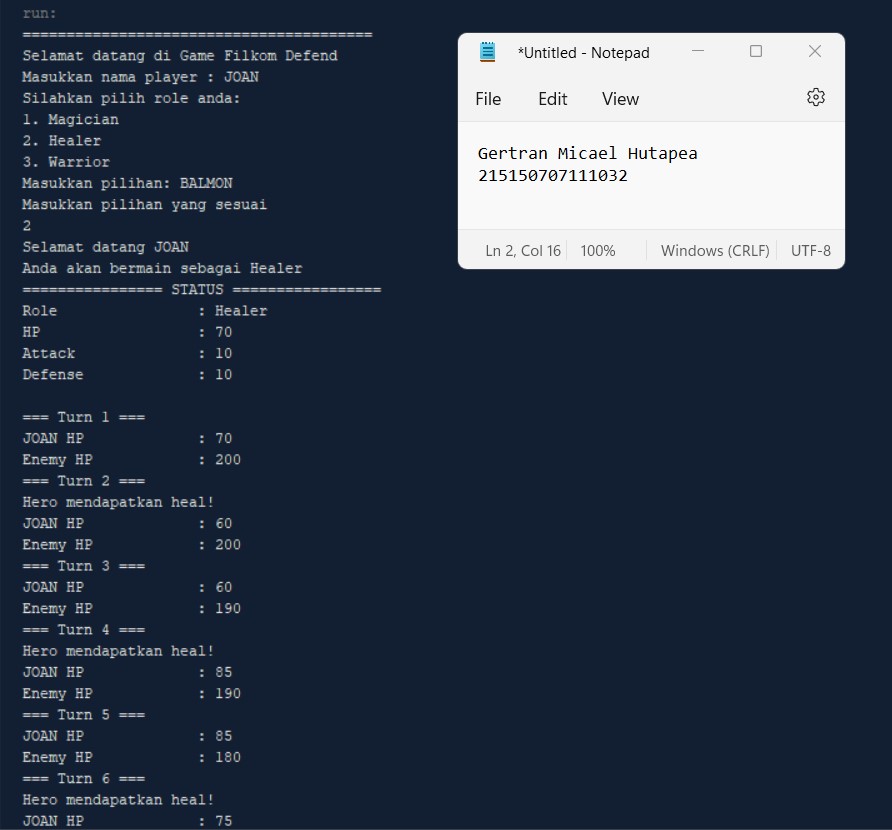 run:
========================================
Selamat datang di Game Filkom Defend
Masukkan nama player : JOAN
Silahkan pilih role anda:
1. Magician
2. Healer
3. Warrior
Masukkan pilihan: BALMON
Masukkan pilihan yang sesuai
2
Selamat datang JOAN
Anda akan bermain sebagai Healer
================ STATUS =================
Role : Healer
HP : 70
Attack : 10
Defense : 10
=== Turn 1 ===
JOAN HP : 70
Enemy HP : 200
=== Turn 2 ===
Hero mendapatkan heal!
JOAN HP : 60
Enemy HP : 200
=== Turn 3 ===
JOAN HP : 60
Enemy HP : 190
=== Turn 4 ===
Hero mendapatkan heal!
JOAN HP : 85
Enemy HP : 190
=== Turn 5 ===
JOAN HP : 85
Enemy HP : 180
=== Turn 6 ===
Hero mendapatkan heal!
JOAN HP : 75
*Untitled - Notepad
File Edit View
Gertran Micael Hutapea
215150707111032
Ln 2, Col 16 100% Windows (CRLF) UTF-8